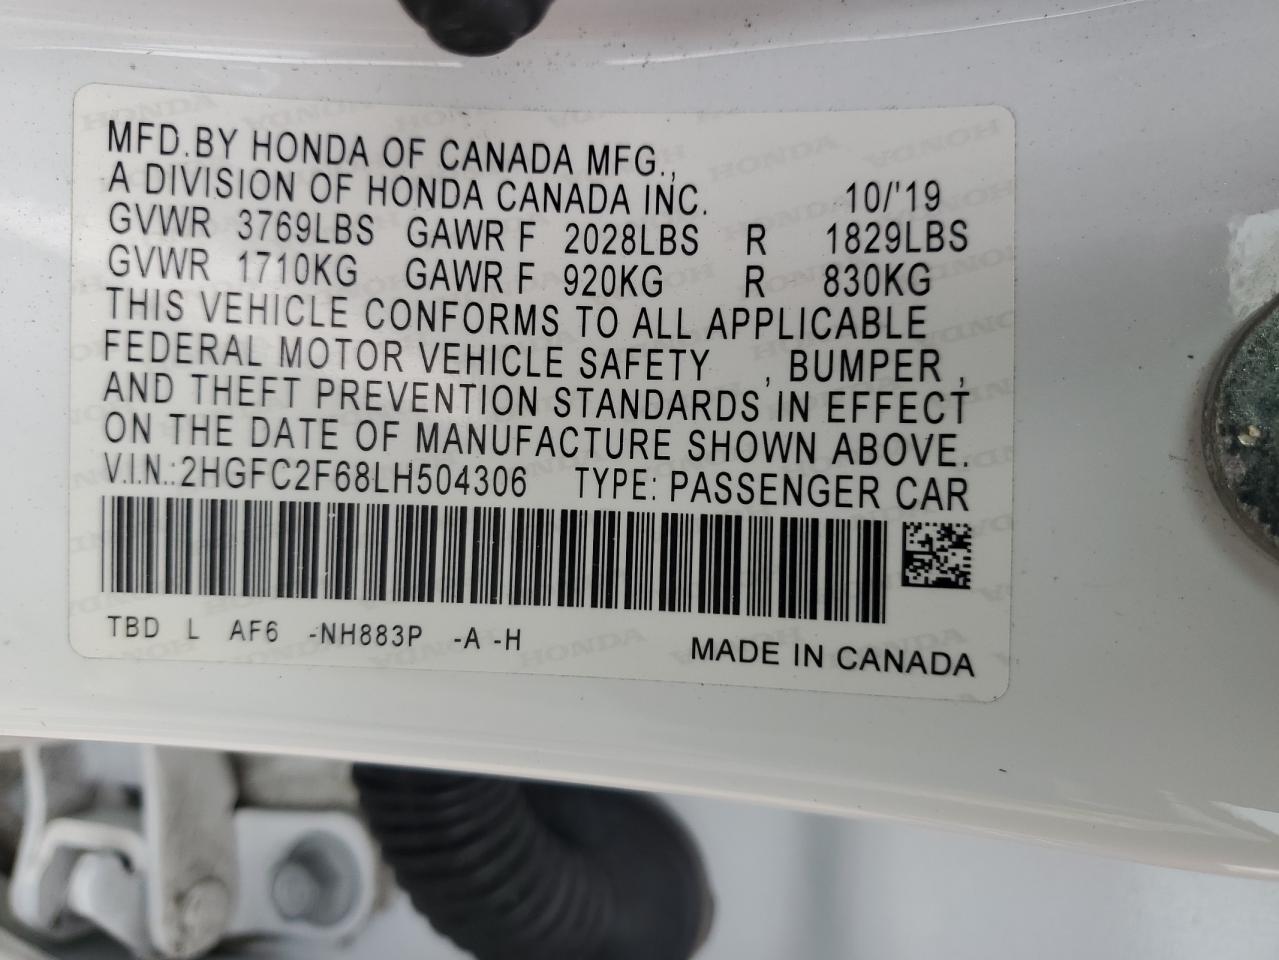 MFD.BY HONDA OF CANADA MFG.,
A DIVISION OF HONDA CANADA INC. 10/'19
GVWR 3769LBS GAWR F 2028LBS R 1829LBS
GVWR 1710KG GAWR F 920KG R 830KG
THIS VEHICLE CONFORMS TO ALL APPLICABLE
FEDERAL MOTOR VEHICLE SAFETY , BUMPER ,
AND THEFT PREVENTION STANDARDS IN EFFECT
ON THE DATE OF MANUFACTURE SHOWN ABOVE.
V.I.N.:2HGFC2F68LH504306 TYPE: PASSENGER CAR
TBD L AF6 -NH883P -A -H
MADE IN CANADA